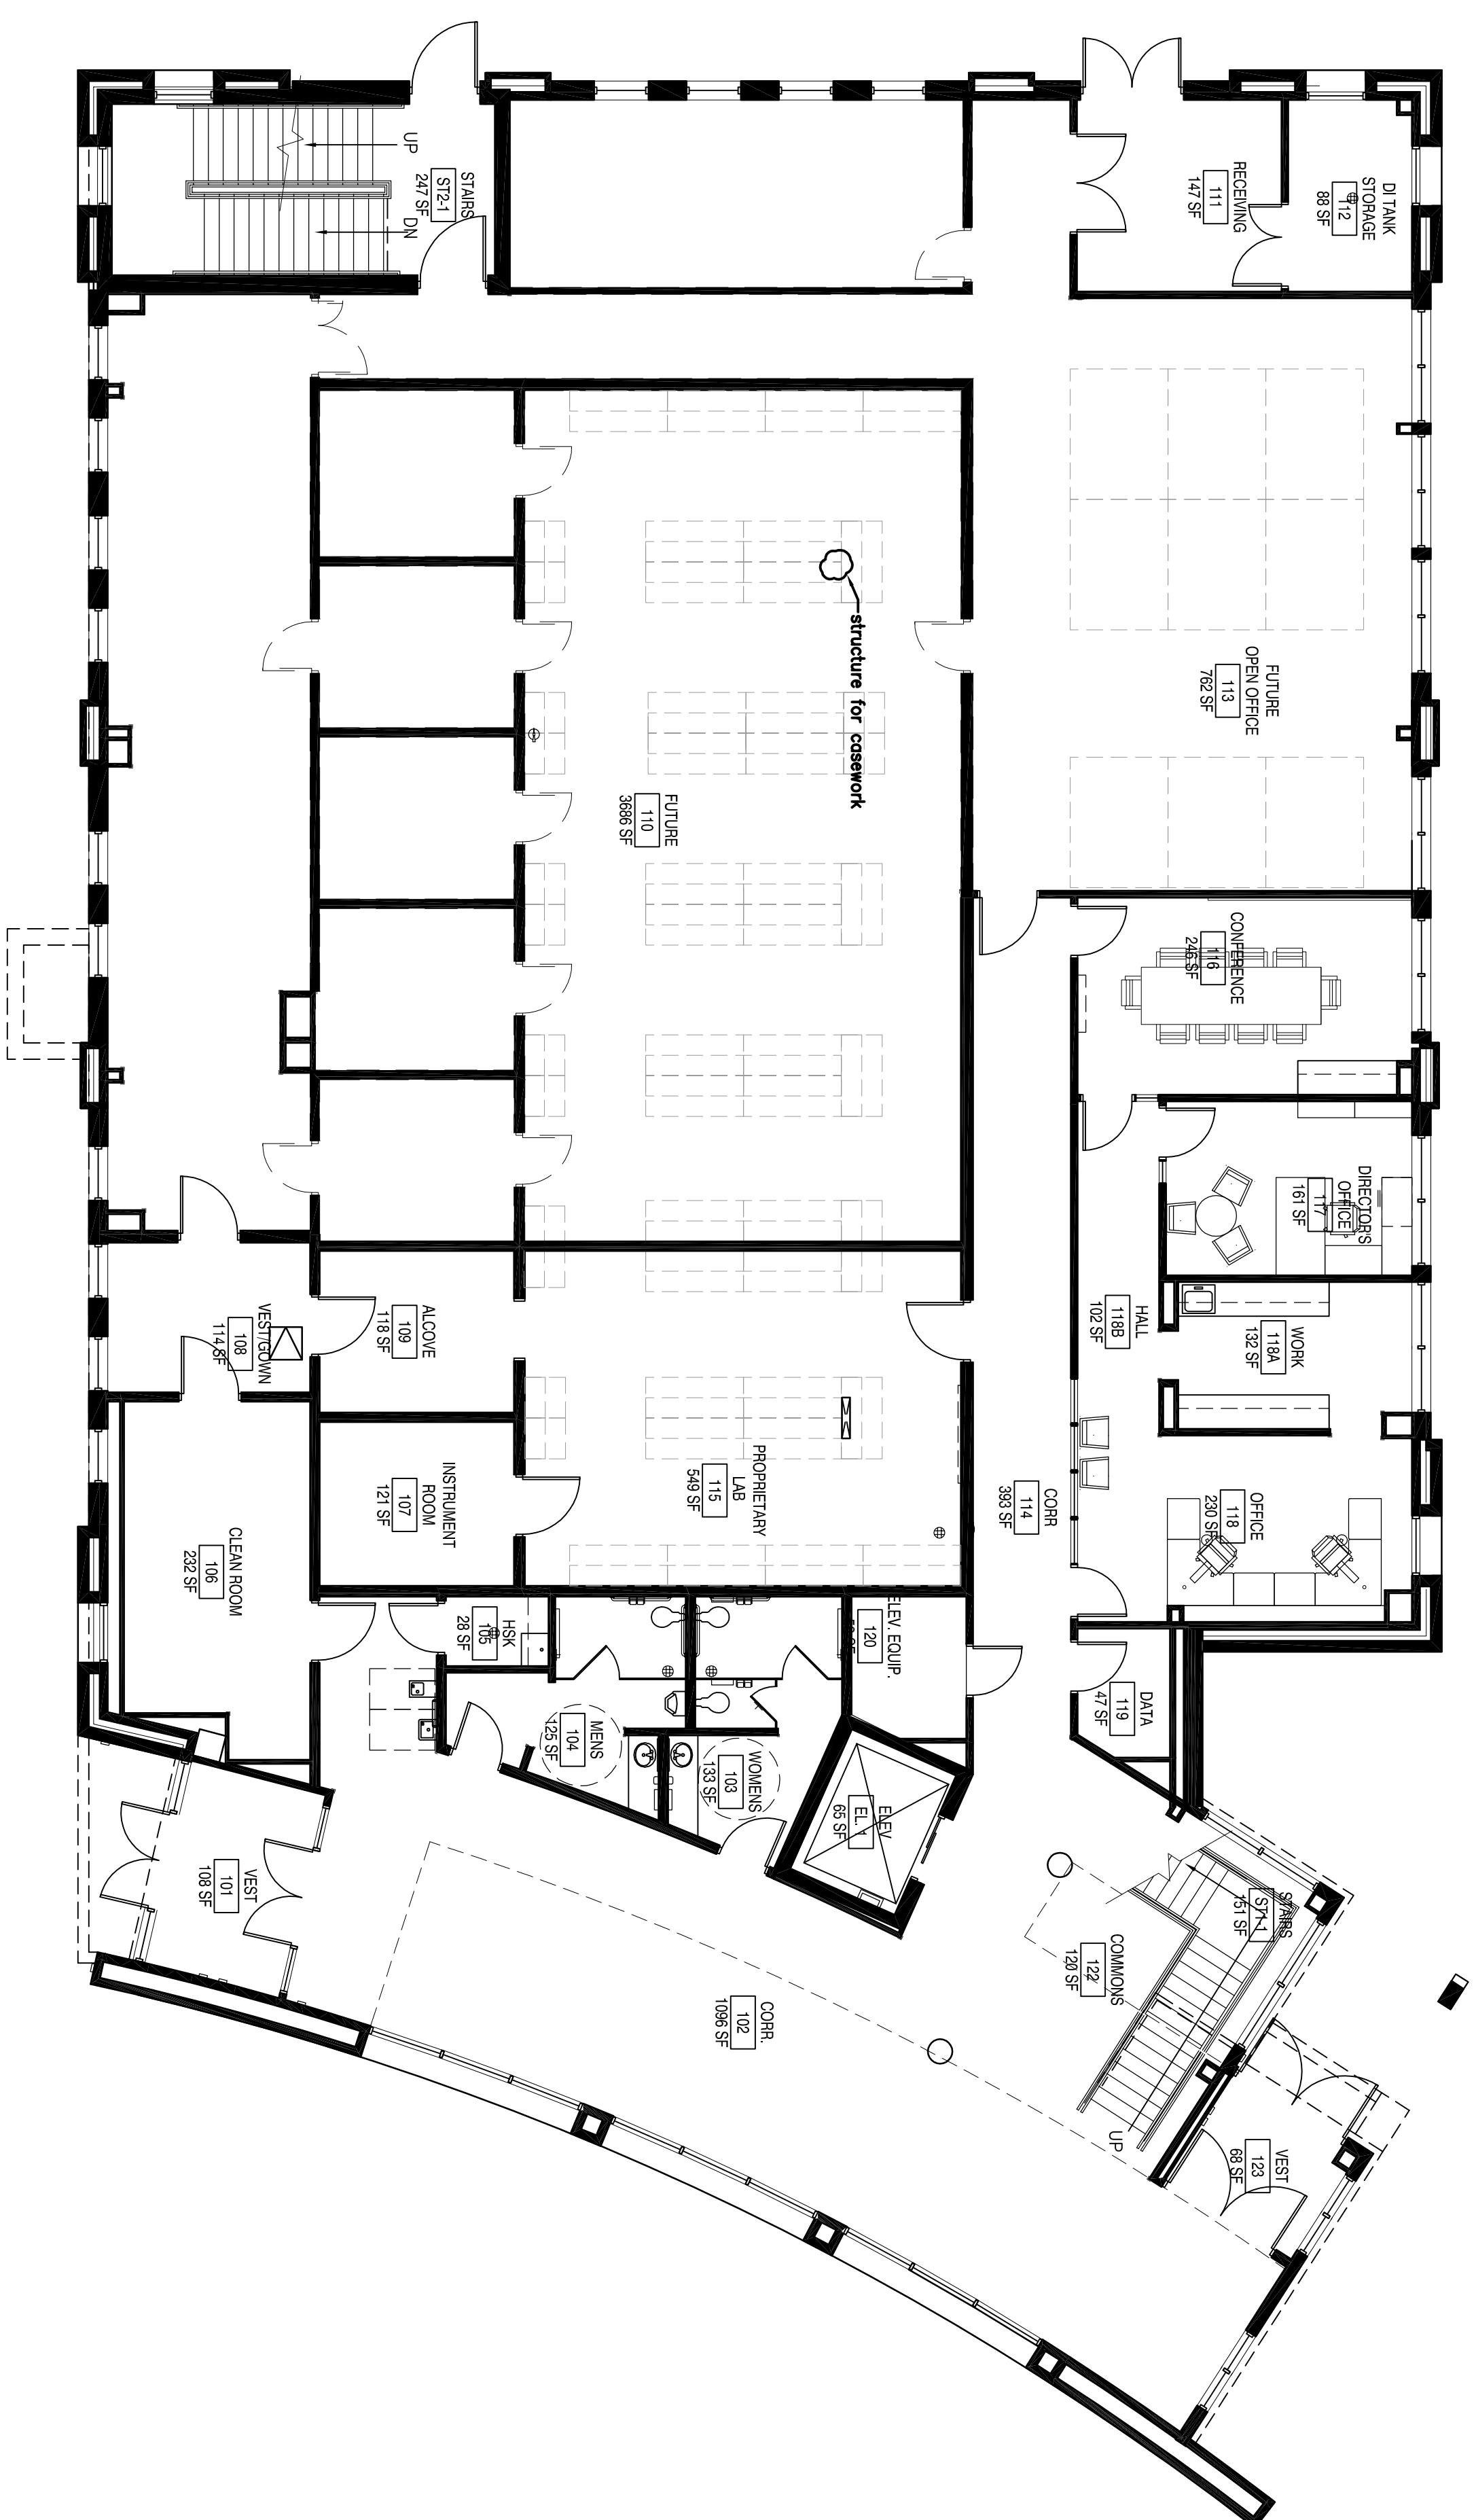 DI TANK
STORAGE
112
88 SF
RECEIVING
111
147 SF
UP
DN
STAIRS
ST2-1
247 SF
structure for casework
FUTURE
OPEN OFFICE
113
762 SF
FUTURE
110
3686 SF
CONFERENCE
116
246 SF
DIRECTOR'S
OFFICE
117
161 SF
HALL
118B
102 SF
WORK
118A
132 SF
ALCOVE
109
118 SF
VEST/GOWN
108
114 SF
OFFICE
118
230 SF
CORR
114
393 SF
PROPRIETARY
LAB
115
549 SF
INSTRUMENT
ROOM
107
121 SF
CLEAN ROOM
106
232 SF
HSK
105
28 SF
ELEV. EQUIP.
120
DATA
119
47 SF
MENS
104
125 SF
WOMENS
103
133 SF
ELEV
EL. 1
65 SF
VEST
101
108 SF
STAIRS
ST1-1
151 SF
COMMONS
122
120 SF
CORR.
102
1096 SF
UP
VEST
123
68 SF